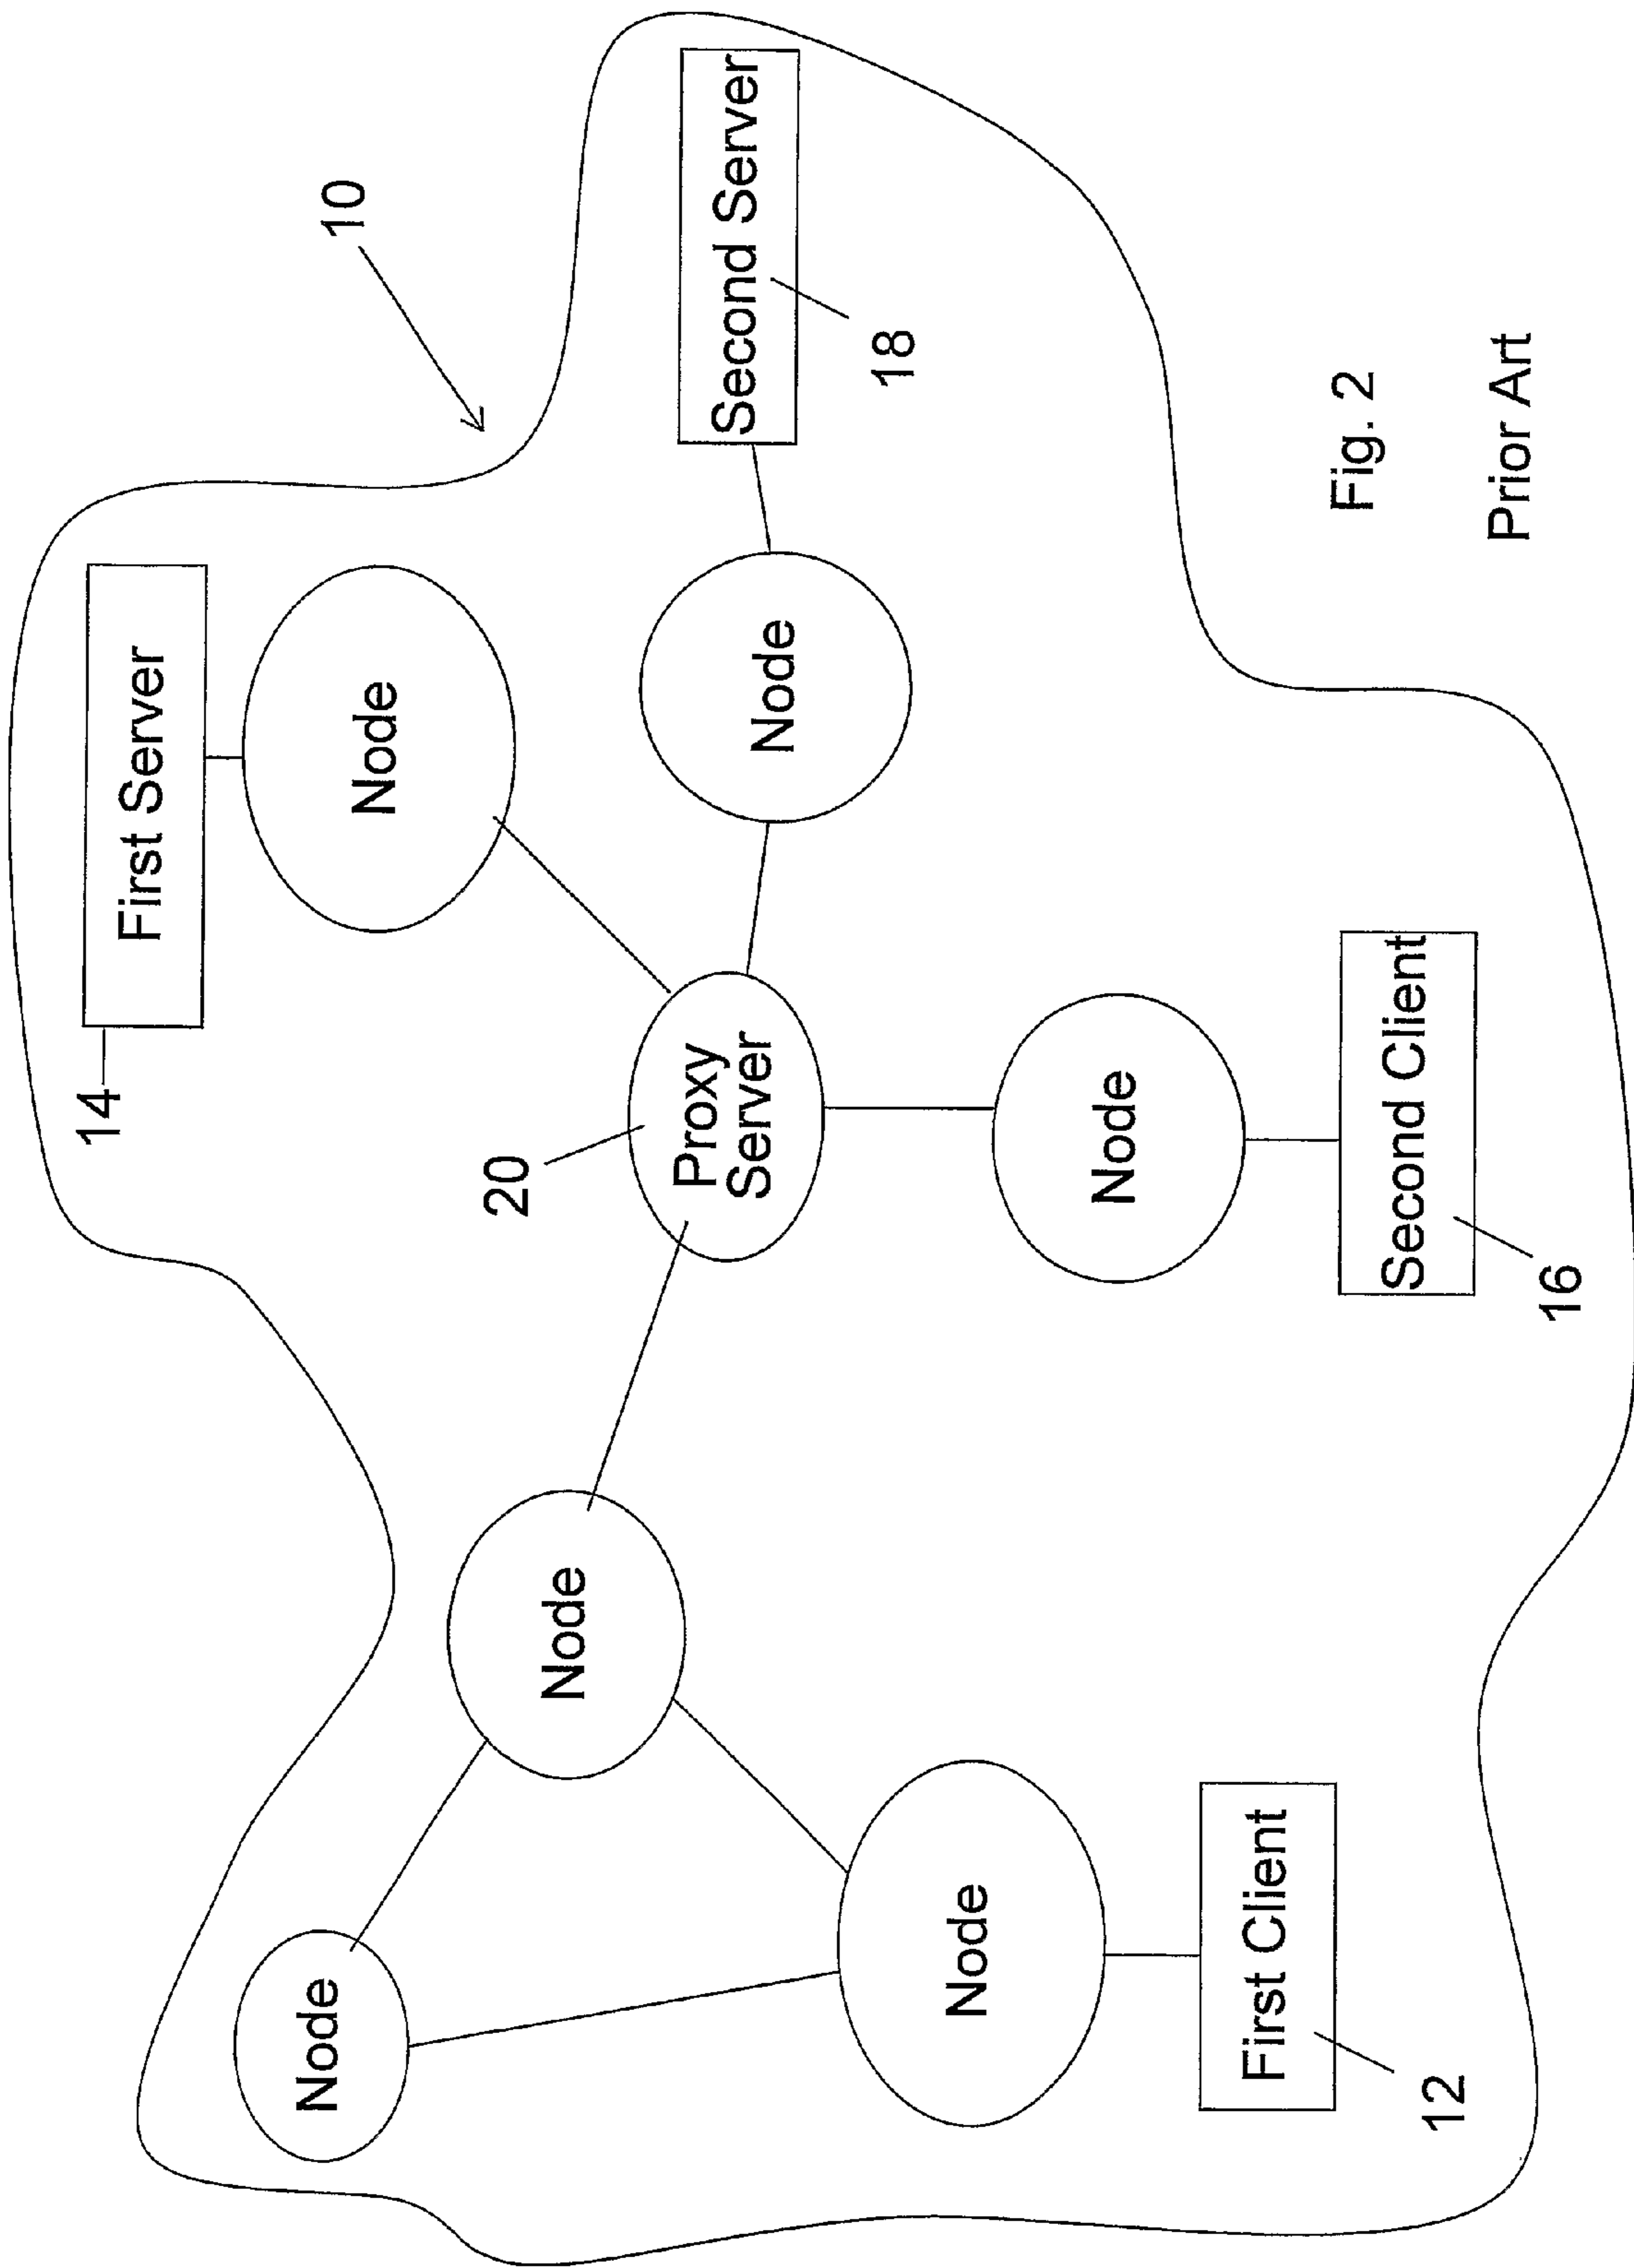 10
14
First Server
Node
Second Server
18
Node
20
Proxy
Server
Node
Node
Node
Node
Second Client
16
First Client
12
Fig. 2
Prior Art